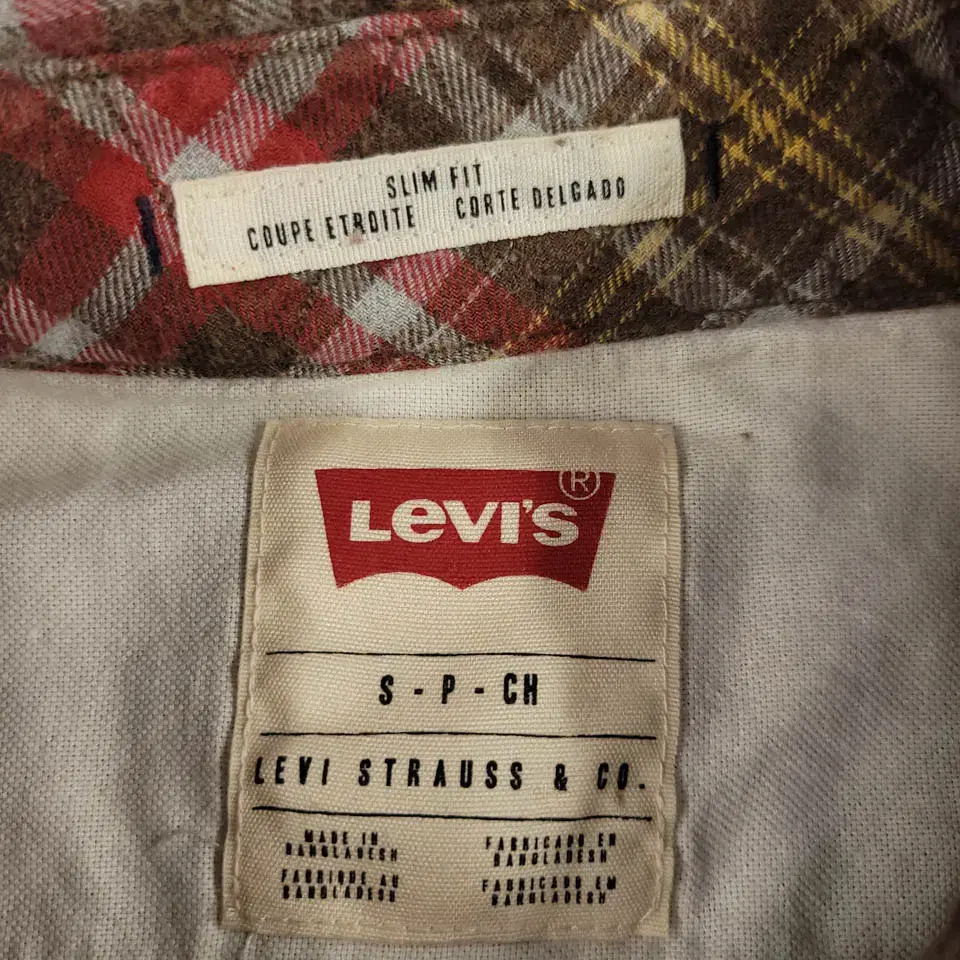 SLIM FIT
COUPE ETROITE CORTE DELGADO
LEVI'S ®
S - P - CH
LEVI STRAUSS & CO.
MADE IN
BANGLADESH
FABRIQUE AU
BANGLADESH
FABRICADO EN
BANGLADESH
FABRICADO EM
BANGLADESH